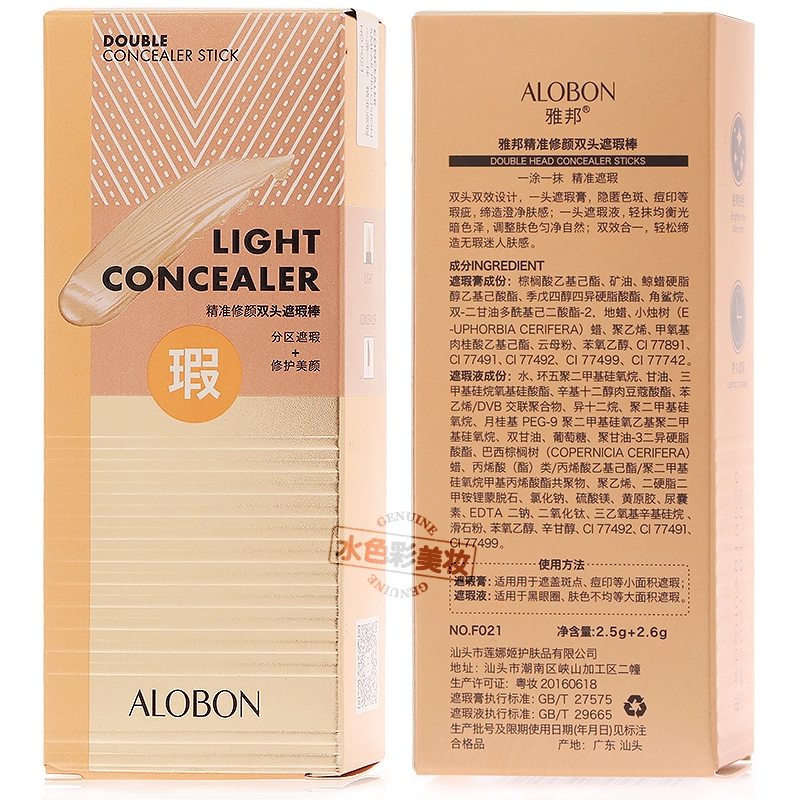 DOUBLE
CONCEALER STICK
LIGHT
CONCEALER
精准修颜双头遮瑕棒
分区遮瑕
+
修护美颜
瑕
LIGHT
CONCEALER
ALOBON
ALOBON
雅邦®
雅邦精准修颜双头遮瑕棒
DOUBLE HEAD CONCEALER STICKS
一涂一抹 精准遮瑕
双头双效设计，一头遮瑕膏，隐匿色斑、痘印等
瑕疵，缔造澄净肤感；一头遮瑕液，轻抹均衡光
暗色泽，调整肤色匀净自然；双效合一，轻松缔
造无瑕迷人肤感。
成分INGREDIENT
遮瑕膏成份：棕榈酸乙基己酯、矿油、鲸蜡硬脂
醇乙基己酸酯、季戊四醇四异硬脂酸酯、角鲨烷、
双-二甘油多酰基己二酸酯-2、地蜡、小烛树（E
-UPHORBIA CERIFERA）蜡、聚乙烯、甲氧基
肉桂酸乙基己酯、云母粉、苯氧乙醇、CI 77891、
CI 77491、CI 77492、CI 77499、CI 77742。
遮瑕液成份：水、环五聚二甲基硅氧烷、甘油、三
甲基硅烷氧基硅酸酯、辛基十二醇肉豆蔻酸酯、苯
乙烯/DVB 交联聚合物、异十二烷、聚二甲基硅
氧烷、月桂基 PEG-9 聚二甲基硅氧乙基聚二甲
基硅氧烷、双甘油、葡萄糖、聚甘油-3二异硬脂
酸酯、巴西棕榈树（COPERNICIA CERIFERA）
蜡、丙烯酸（酯）类/丙烯酸乙基己酯/聚二甲基
硅氧烷甲基丙烯酸酯共聚物、聚乙烯、二硬脂二
甲铵锂蒙脱石、氯化钠、硫酸镁、黄原胶、尿囊
素、EDTA 二钠、二氧化钛、三乙氧基辛基硅烷、
滑石粉、苯氧乙醇、辛甘醇、CI 77492、CI 77491、
CI 77499。
使用方法
遮瑕膏：适用用于遮盖斑点、痘印等小面积遮瑕；
遮瑕液：适用于黑眼圈、肤色不均等大面积遮瑕。
NO.F021 净含量：2.5g+2.6g
汕头市莲娜姬护肤品有限公司
地址：汕头市潮南区峡山加工区二幢
生产许可证：粤妆 20160618
遮瑕膏执行标准：GB/T 27575
遮瑕液执行标准：GB/T 29665
生产批号及限期使用日期(年月日)见标注
合格品 产地：广东 汕头
GENUINE
水色彩美妆
GENUINE